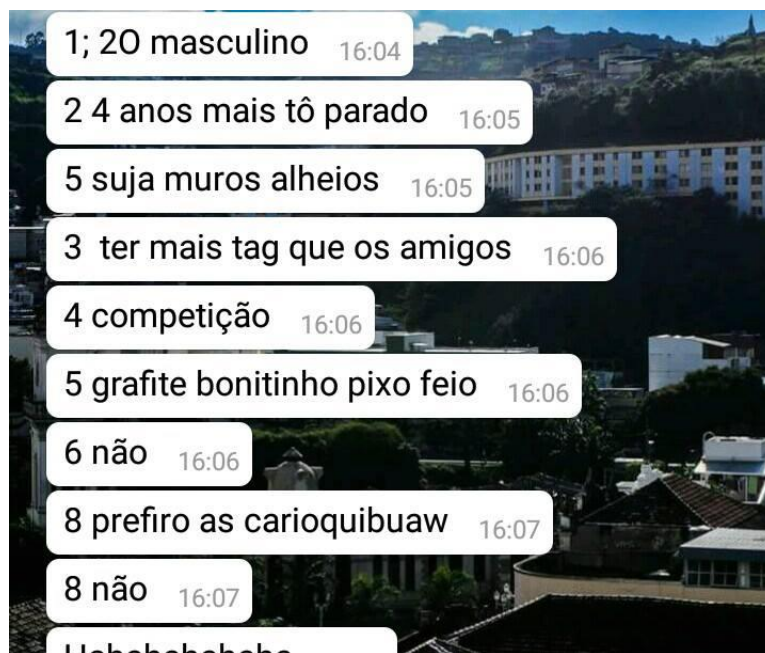 1; 2O masculino 16:04
2 4 anos mais tô parado 16:05
5 suja muros alheios 16:05
3 ter mais tag que os amigos 16:06
4 competição 16:06
5 grafite bonitinho pixo feio 16:06
6 não 16:06
8 prefiro as carioquibuaw 16:07
8 não 16:07